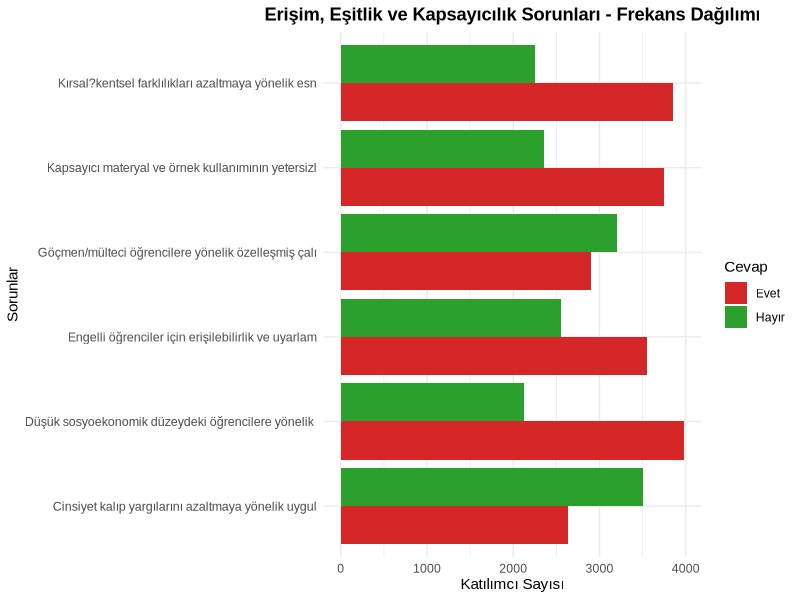 Erişim, Eşitlik ve Kapsayıcılık Sorunları - Frekans Dağılımı
Kırsal?kentsel farklılıkları azaltmaya yönelik esn
Kapsayıcı materyal ve örnek kullanımının yetersizl
Göçmen/mülteci öğrencilere yönelik özelleşmiş çalı
Engelli öğrenciler için erişilebilirlik ve uyarlam
Düşük sosyoekonomik düzeydeki öğrencilere yönelik
Cinsiyet kalıp yargılarını azaltmaya yönelik uygul
Sorunlar
0 1000 2000 3000 4000
Katılımcı Sayısı
Cevap
Evet
Hayır